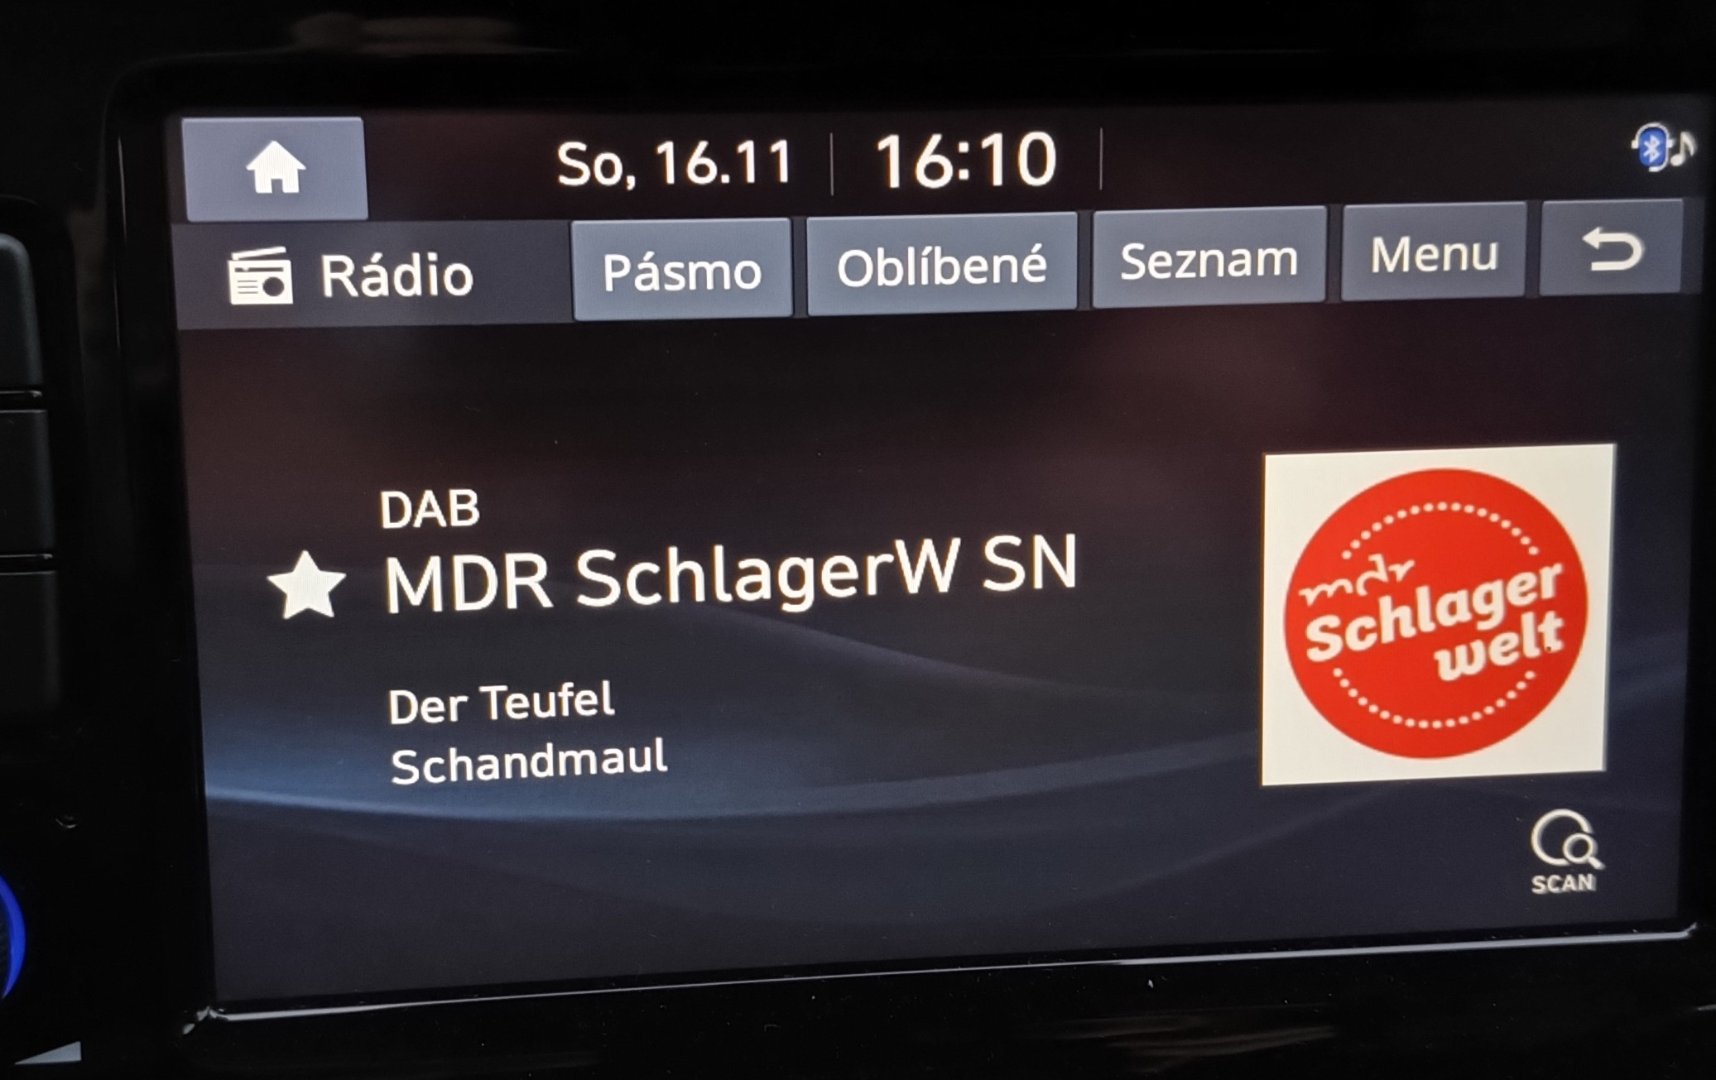 So, 16.11 16:10
Rádio Pásmo Oblíbené Seznam Menu
DAB
MDR SchlagerW SN
Der Teufel
Schandmaul
mdr
Schlager
welt
SCAN